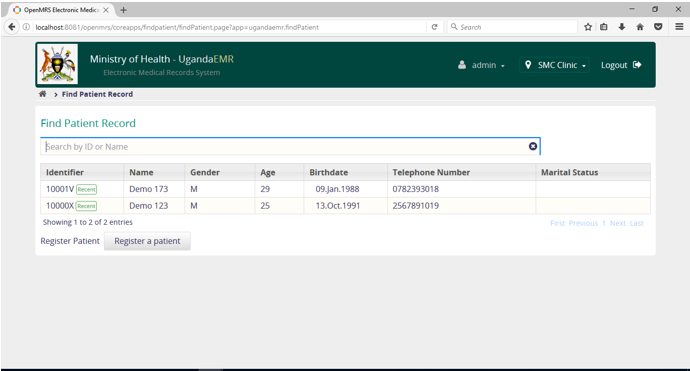 OpenMRS Electronic Medic
localhost:8081/openmrs/coreapps/findpatient/findPatient.page?app=ugandaemr.findPatient
Search
Ministry of Health - UgandaEMR
Electronic Medical Records System
admin
SMC Clinic
Logout
Find Patient Record
Find Patient Record
Search by ID or Name
Identifier Name Gender Age Birthdate Telephone Number Marital Status
10001V Recent Demo 173 M 29 09.Jan.1988 0782393018
10000X Recent Demo 123 M 25 13.Oct.1991 2567891019
Showing 1 to 2 of 2 entries First Previous 1 Next Last
Register Patient Register a patient